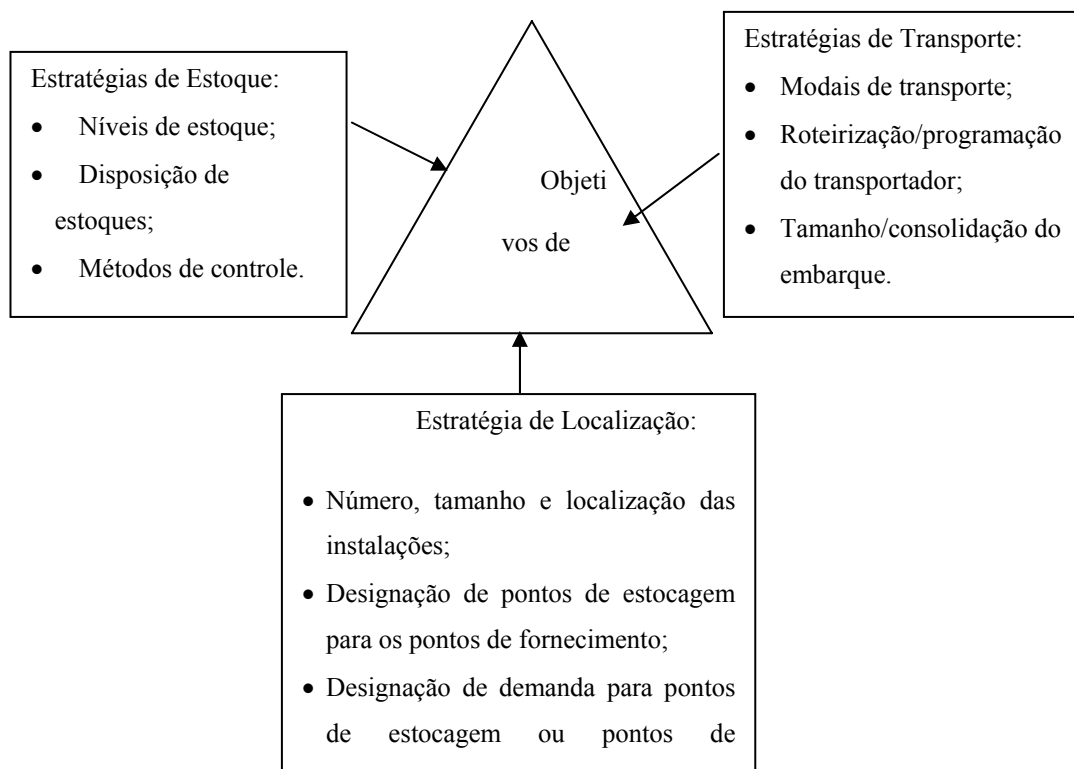 Estratégias de Estoque:
• Níveis de estoque;
• Disposição de
estoques;
• Métodos de controle.
Objeti
vos de
Estratégias de Transporte:
• Modais de transporte;
• Roteirização/programação
do transportador;
• Tamanho/consolidação do
embarque.
Estratégia de Localização:
• Número, tamanho e localização das
instalações;
• Designação de pontos de estocagem
para os pontos de fornecimento;
• Designação de demanda para pontos
de estocagem ou pontos de